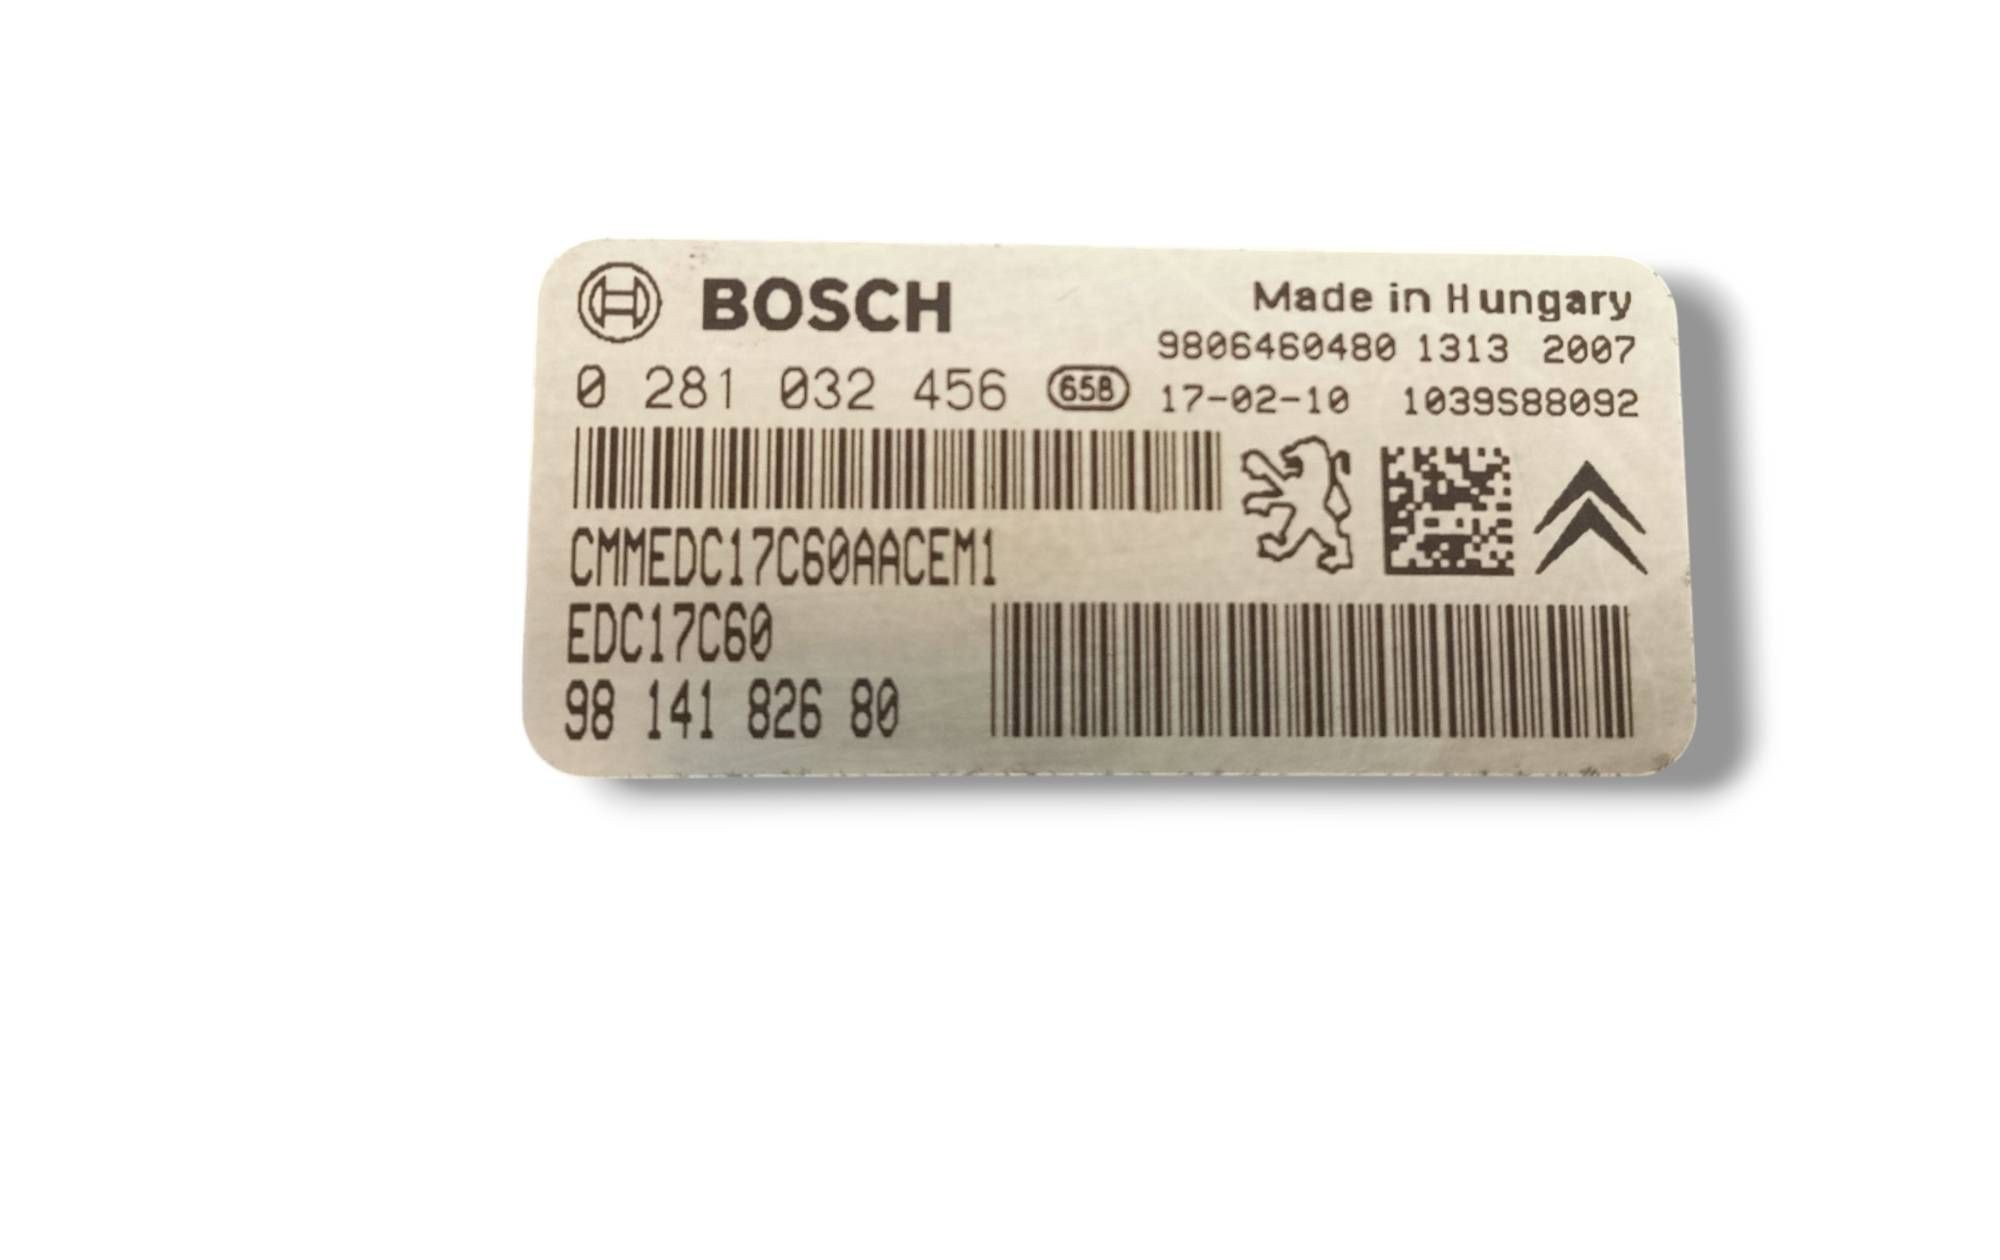 BOSCH
Made in Hungary
9806460480 1313 2007
0 281 032 456 65B 17-02-10 1039S88092
CMMEDC17C60AACEM1
EDC17C60
98 141 826 80